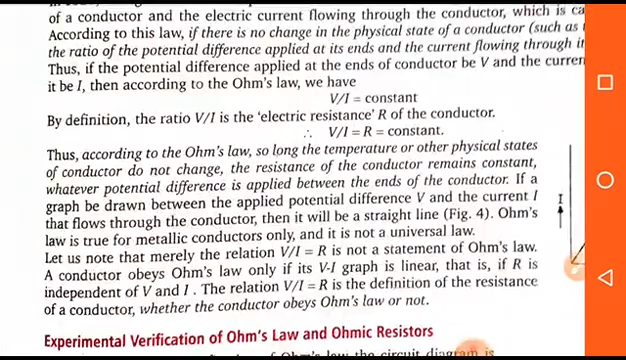 of a conductor and the electric current flowing through the conductor, which is ca
According to this law, if there is no change in the physical state of a conductor (such as
the ratio of the potential difference applied at its ends and the current flowing through it
Thus, if the potential difference applied at the ends of conductor be V and the curren
it be I, then according to the Ohm's law, we have
V/I = constant
By definition, the ratio V/I is the 'electric resistance' R of the conductor.
∴ V/I = R = constant.
Thus, according to the Ohm's law, so long the temperature or other physical states
of conductor do not change, the resistance of the conductor remains constant,
whatever potential difference is applied between the ends of the conductor. If a
graph be drawn between the applied potential difference V and the current I
that flows through the conductor, then it will be a straight line (Fig. 4). Ohm's
law is true for metallic conductors only, and it is not a universal law.
Let us note that merely the relation V/I = R is not a statement of Ohm's law.
A conductor obeys Ohm's law only if its V-I graph is linear, that is, if R is
independent of V and I . The relation V/I = R is the definition of the resistance
of a conductor, whether the conductor obeys Ohm's law or not.
I
Experimental Verification of Ohm's Law and Ohmic Resistors
the circuit diagram is